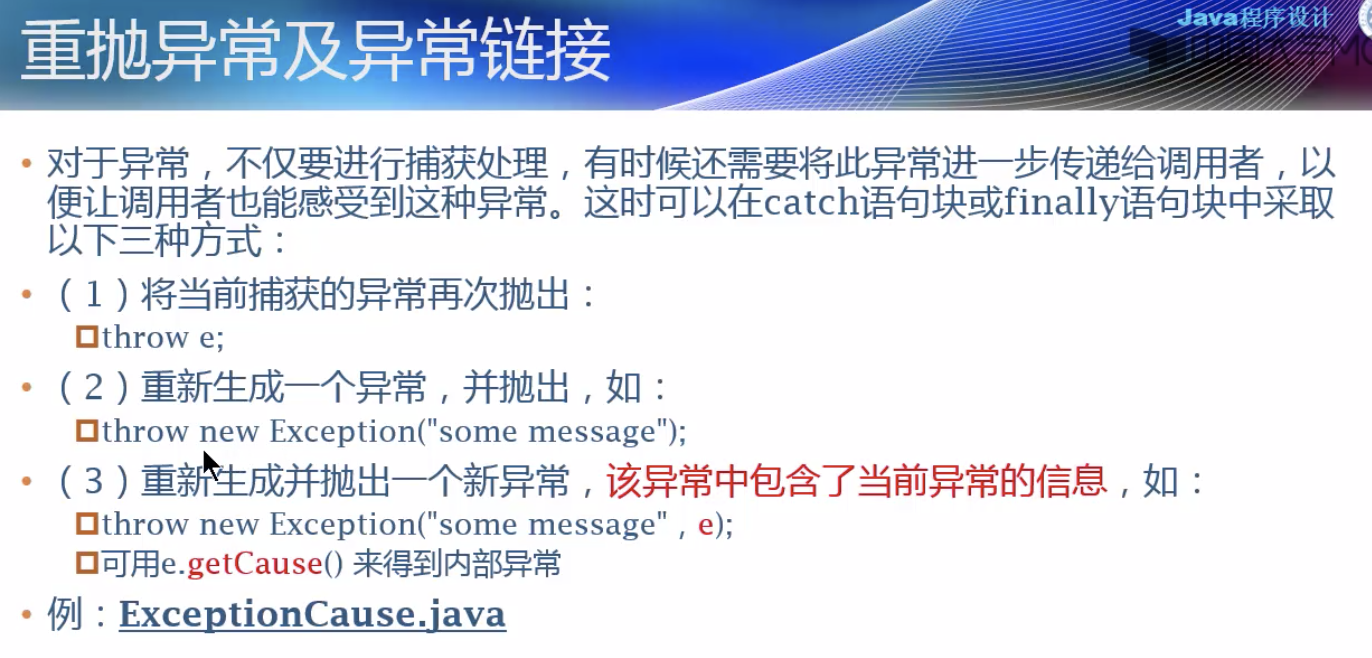 Java程序设计
重抛异常及异常链接
• 对于异常，不仅要进行捕获处理，有时候还需要将此异常进一步传递给调用者，以
便让调用者也能感受到这种异常。这时可以在catch语句块或finally语句块中采取
以下三种方式：
• （1）将当前捕获的异常再次抛出：
throw e;
• （2）重新生成一个异常，并抛出，如：
throw new Exception("some message");
• （3）重新生成并抛出一个新异常，该异常中包含了当前异常的信息，如：
throw new Exception("some message"，e);
可用e.getCause() 来得到内部异常
• 例：ExceptionCause.java